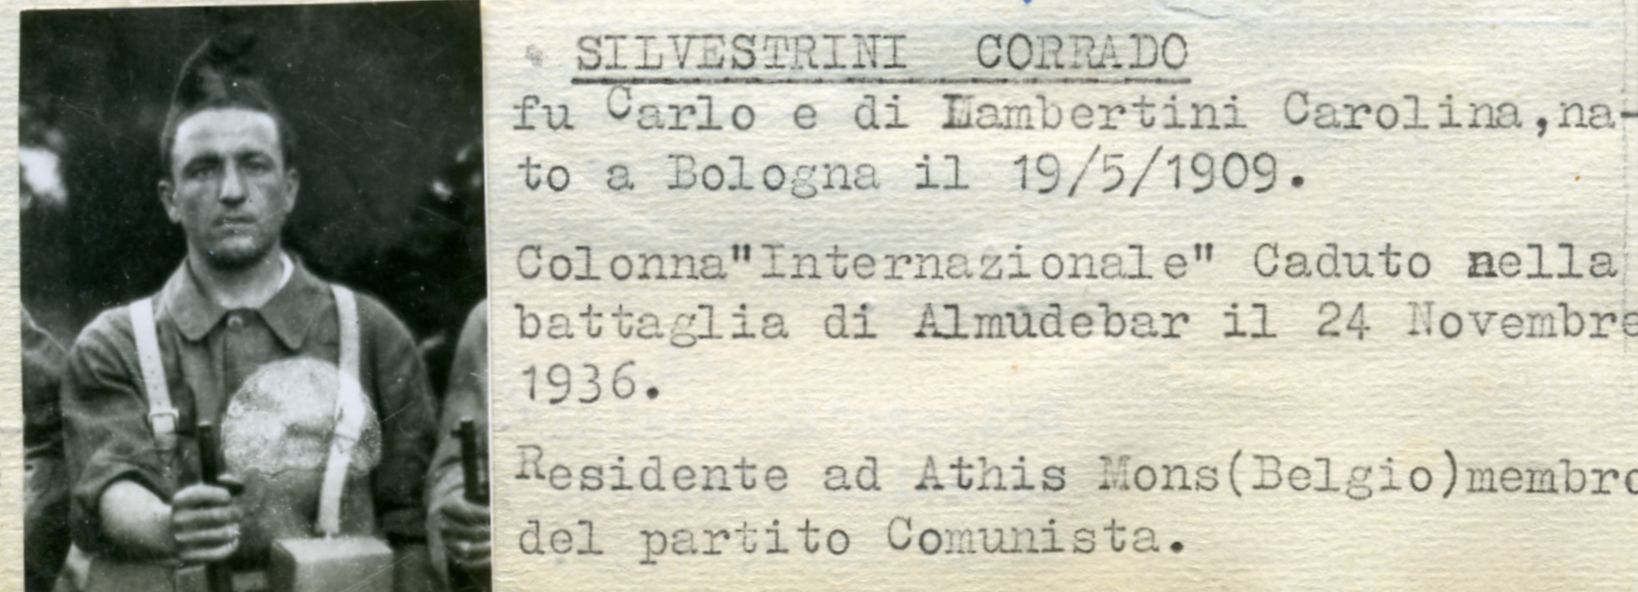 SILVESTRINI CORRADO
fu Carlo e di Lambertini Carolina,na-
to a Bologna il 19/5/1909.
Colonna"Internazionale" Caduto nella
battaglia di Almudebar il 24 Novembre
1936.
Residente ad Athis Mons(Belgio)membro
del partito Comunista.